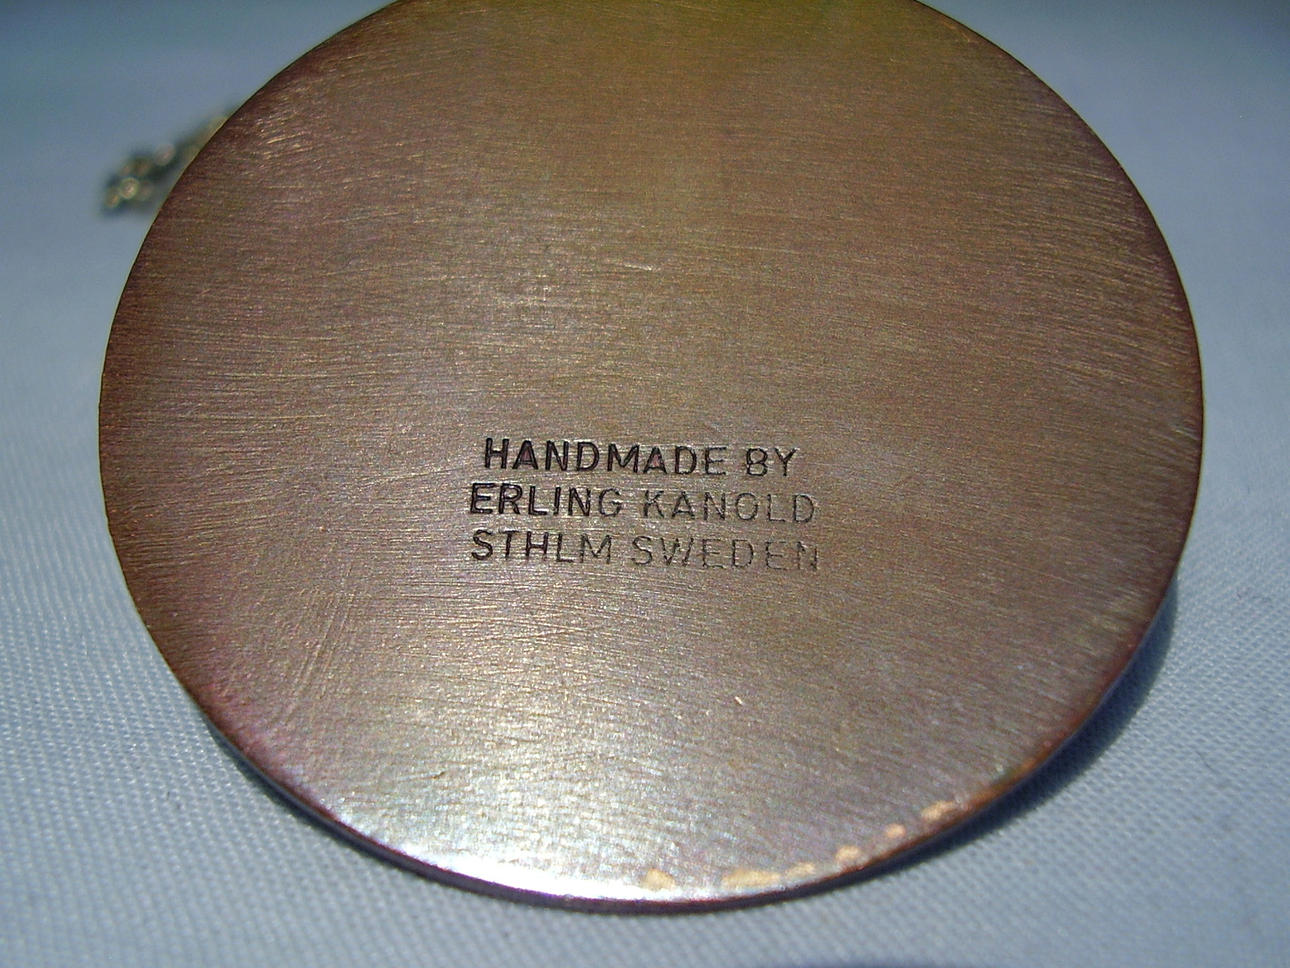 HANDMADE BY
ERLING KANOLD
STHLM SWEDEN